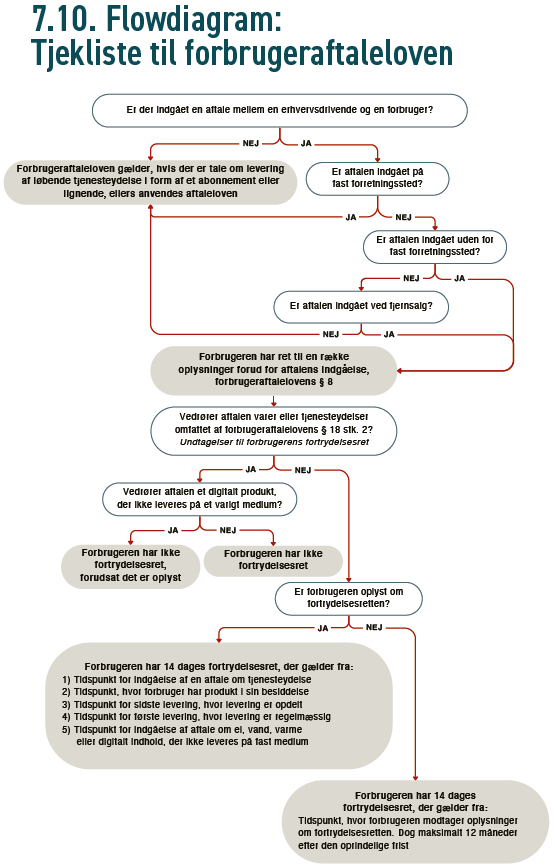 7.10. Flowdiagram:
Tjekliste til forbrugeraftaleloven
Er der indgået en aftale mellem en erhvervsdrivende og en forbruger?
NEJ
JA
Forbrugeraftaleloven gælder, hvis der er tale om levering
af løbende tjenesteydelse i form af et abonnement eller
lignende, ellers anvendes aftaleloven
Er aftalen indgået på
fast forretningssted?
JA
NEJ
Er aftalen indgået uden for
fast forretningssted?
NEJ
JA
Er aftalen indgået ved fjernsalg?
NEJ
JA
Forbrugeren har ret til en række
oplysninger forud for aftalens indgåelse,
forbrugeraftalelovens § 8
Vedrører aftalen varer eller tjenesteydelser
omfattet af forbrugeraftalelovens § 18 stk. 2?
Undtagelser til forbrugerens fortrydelsesret
JA
NEJ
Vedrører aftalen et digitalt produkt,
der ikke leveres på et varigt medium?
JA
NEJ
Forbrugeren har ikke
fortrydelsesret,
forudsat det er oplyst
Forbrugeren har ikke
fortrydelsesret
Er forbrugeren oplyst om
fortrydelsesretten?
JA
NEJ
Forbrugeren har 14 dages fortrydelsesret, der gælder fra:
1) Tidspunkt for indgåelse af en aftale om tjenesteydelse
2) Tidspunkt, hvor forbruger har produkt i sin besiddelse
3) Tidspunkt for sidste levering, hvor levering er opdelt
4) Tidspunkt for første levering, hvor levering er regelmæssig
5) Tidspunkt for indgåelse af aftale om el, vand, varme
eller digitalt indhold, der ikke leveres på fast medium
Forbrugeren har 14 dages
fortrydelsesret, der gælder fra:
Tidspunkt, hvor forbrugeren modtager oplysninger
om fortrydelsesretten. Dog maksimalt 12 måneder
efter den oprindelige frist